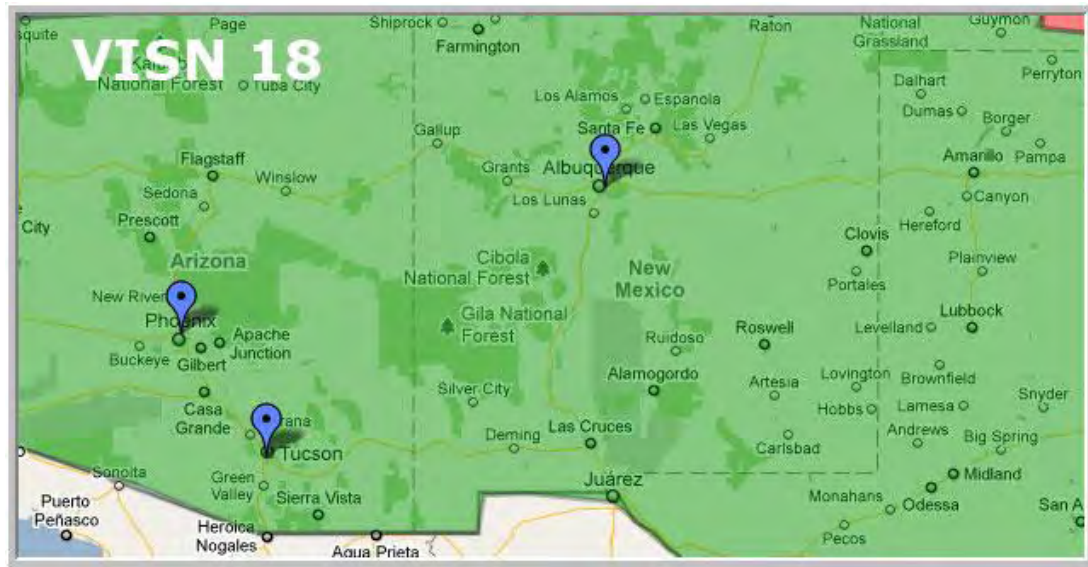 VISN 18
Page
Shiprock
Farmington
Raton
National
Grassland
Guymon
Perryton
National Forest
Tuba City
Los Alamos
Espanola
Dalhart
Dumas
Borger
Gallup
Santa Fe
Las Vegas
Flagstaff
Winslow
Grants
Albuquerque
Amarillo
Pampa
Sedona
Los Lunas
Canyon
Prescott
City
Hereford
Clovis
Arizona
Cibola
National Forest
New
Mexico
Plainview
Portales
New River
Phoenix
Gila National
Forest
Roswell
Levelland
Lubbock
Buckeye
Gilbert
Apache
Junction
Ruidoso
Alamogordo
Artesia
Lovington
Brownfield
Silver City
Snyder
Casa
Grande
Hobbs
Lamesa
Las Cruces
Deming
Carlsbad
Andrews
Big Spring
Tucson
Sonoita
Green
Valley
Sierra Vista
Juárez
Midland
Odessa
Monahans
San A
Puerto
Peñasco
Heroica
Nogales
Agua Prieta
Pecos